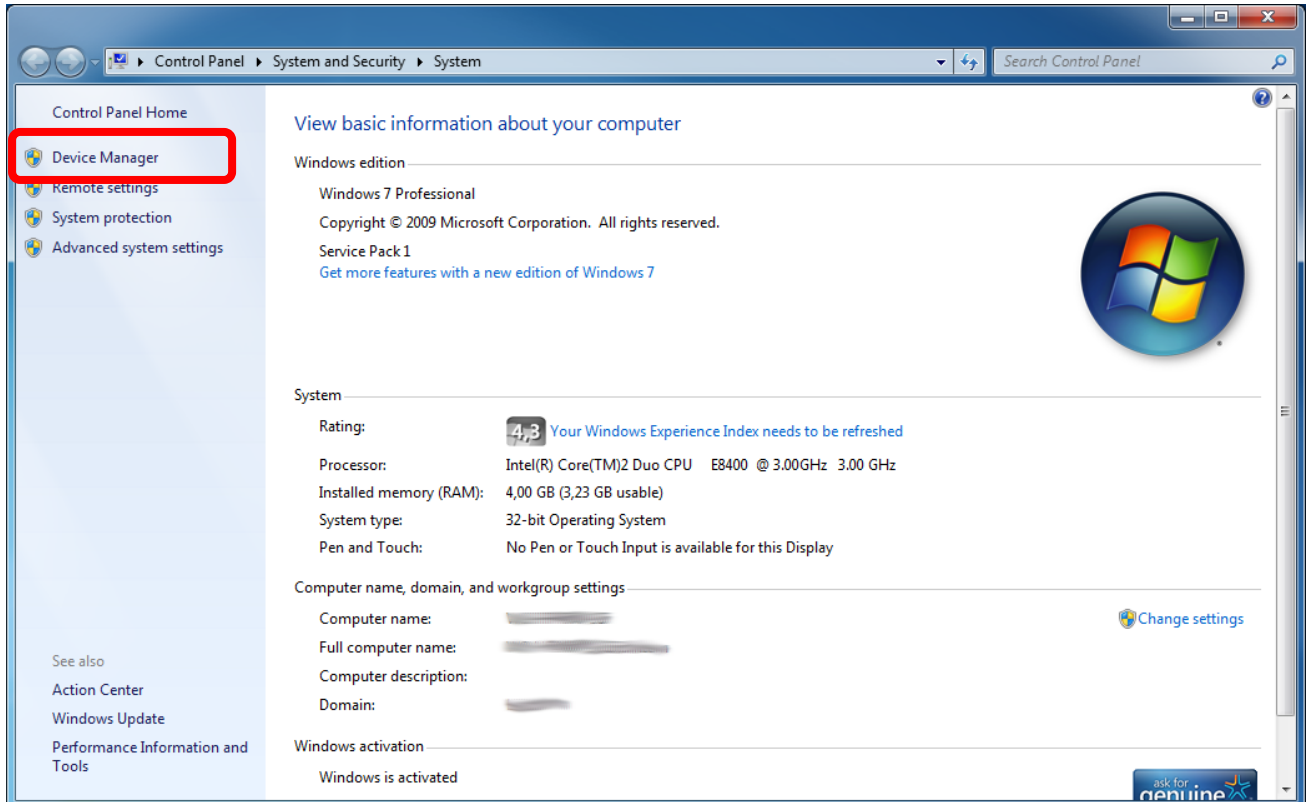 Control Panel ▸ System and Security ▸ System
Search Control Panel
Control Panel Home
Device Manager
Remote settings
System protection
Advanced system settings
View basic information about your computer
Windows edition
Windows 7 Professional
Copyright © 2009 Microsoft Corporation. All rights reserved.
Service Pack 1
Get more features with a new edition of Windows 7
System
Rating: 4,3 Your Windows Experience Index needs to be refreshed
Processor: Intel(R) Core(TM)2 Duo CPU E8400 @ 3.00GHz 3.00 GHz
Installed memory (RAM): 4,00 GB (3,23 GB usable)
System type: 32-bit Operating System
Pen and Touch: No Pen or Touch Input is available for this Display
Computer name, domain, and workgroup settings
Computer name:
Change settings
Full computer name:
Computer description:
Domain:
See also
Action Center
Windows Update
Performance Information and
Tools
Windows activation
Windows is activated
ask for
genuine